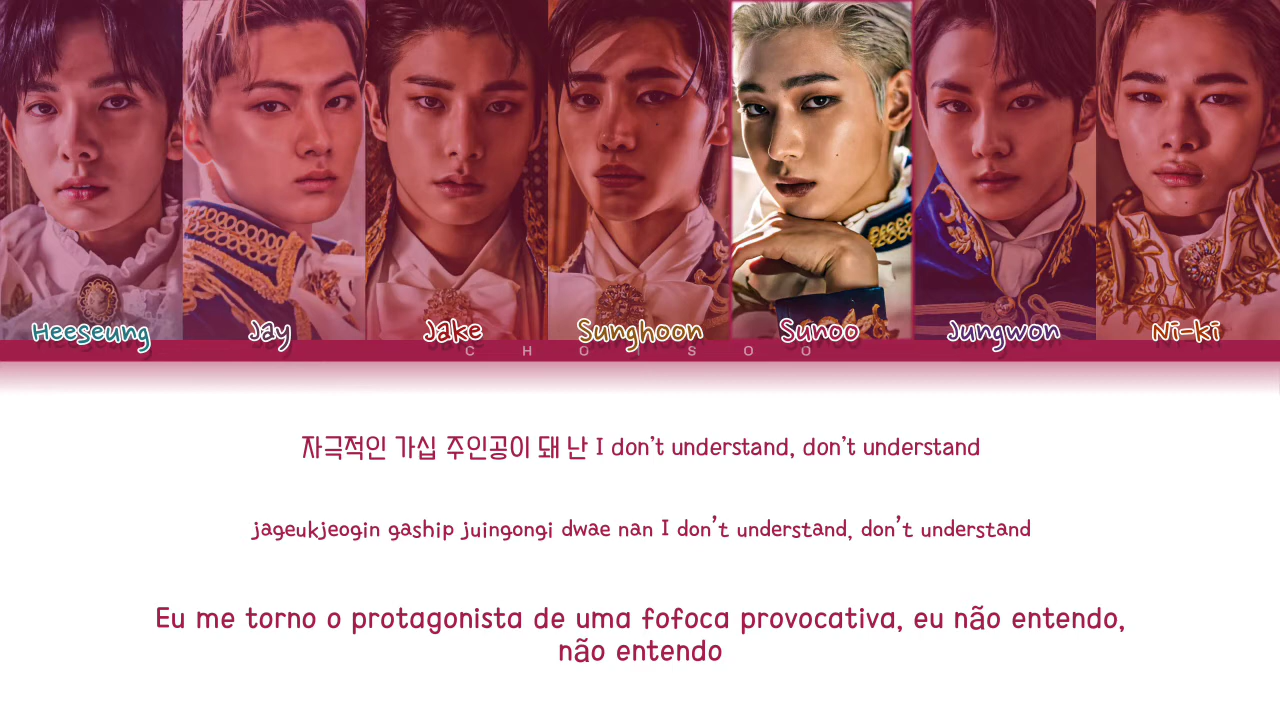 Heeseung Jay Jake Sunghoon Sunoo Jungwon Ni-ki
CHOISOO
자극적인 가십 주인공이 돼 난 I don't understand, don't understand
jageukjeogin gaship juingongi dwae nan I don't understand, don't understand
Eu me torno o protagonista de uma fofoca provocativa, eu não entendo,
não entendo